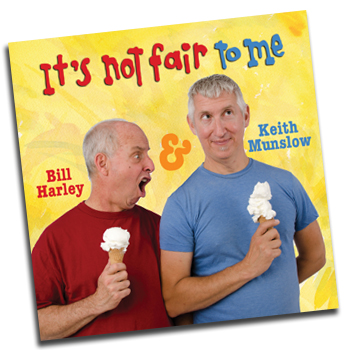 It's not fair to me
Bill
Harley
&
Keith
Munslow